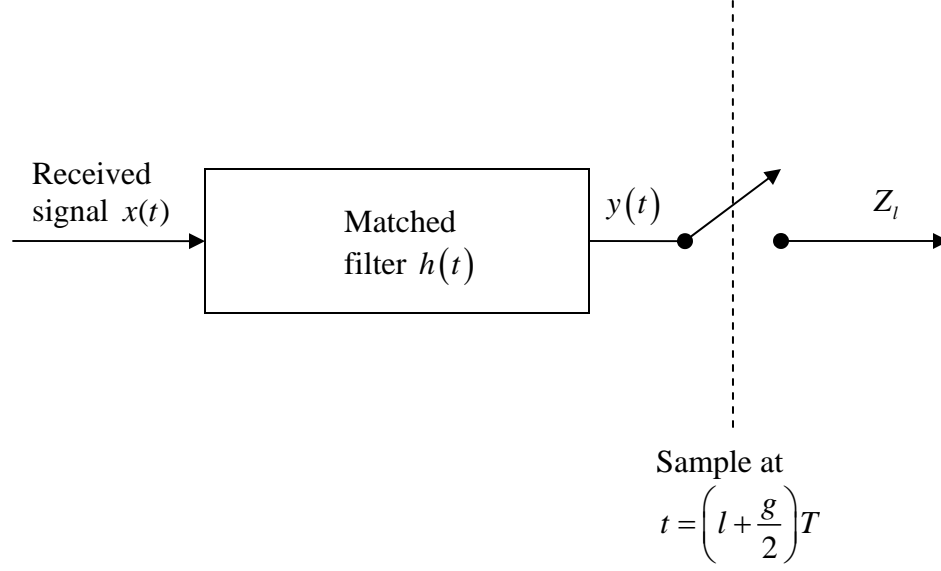 Received
signal x(t)
Matched
filter h(t)
y(t)
Z_l
Sample at
t = (l + g/2)T